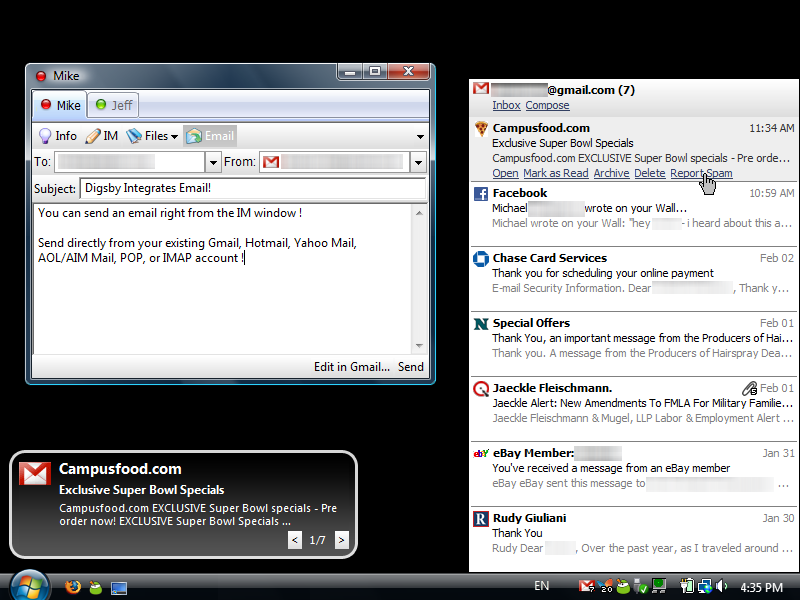 Mike
Mike
Jeff
Info
IM
Files
Email
To:
From:
Subject:
Digsby Integrates Email!
You can send an email right from the IM window !
Send directly from your existing Gmail, Hotmail, Yahoo Mail,
AOL/AIM Mail, POP, or IMAP account !
Edit in Gmail... Send
@gmail.com (7)
Inbox Compose
Campusfood.com 11:34 AM
Exclusive Super Bowl Specials
Campusfood.com EXCLUSIVE Super Bowl specials - Pre orde...
Open Mark as Read Archive Delete Report Spam
Facebook 10:59 AM
Michael wrote on your Wall...
Michael wrote on your Wall: "hey - i heard about this a...
Chase Card Services Feb 02
Thank you for scheduling your online payment
E-mail Security Information. Dear , Thank y...
Special Offers Feb 01
Thank You, an important message from the Producers of Hair...
Thank you. A message from the Producers of Hairspray Dea...
Jaeckle Fleischmann. Feb 01
Jaeckle Alert: New Amendments To FMLA For Military Familie...
Jaeckle Fleischmann & Mugel, LLP Labor & Employment Alert ...
eBay Member: Jan 31
You've received a message from an eBay member
eBay eBay sent this message to ...
Rudy Giuliani Jan 30
Thank You
Rudy Dear , Over the past year, as I traveled around ...
Campusfood.com
Exclusive Super Bowl Specials
Campusfood.com EXCLUSIVE Super Bowl specials - Pre
order now! EXCLUSIVE Super Bowl Specials ...
< 1/7 >
EN
7
20
4:35 PM